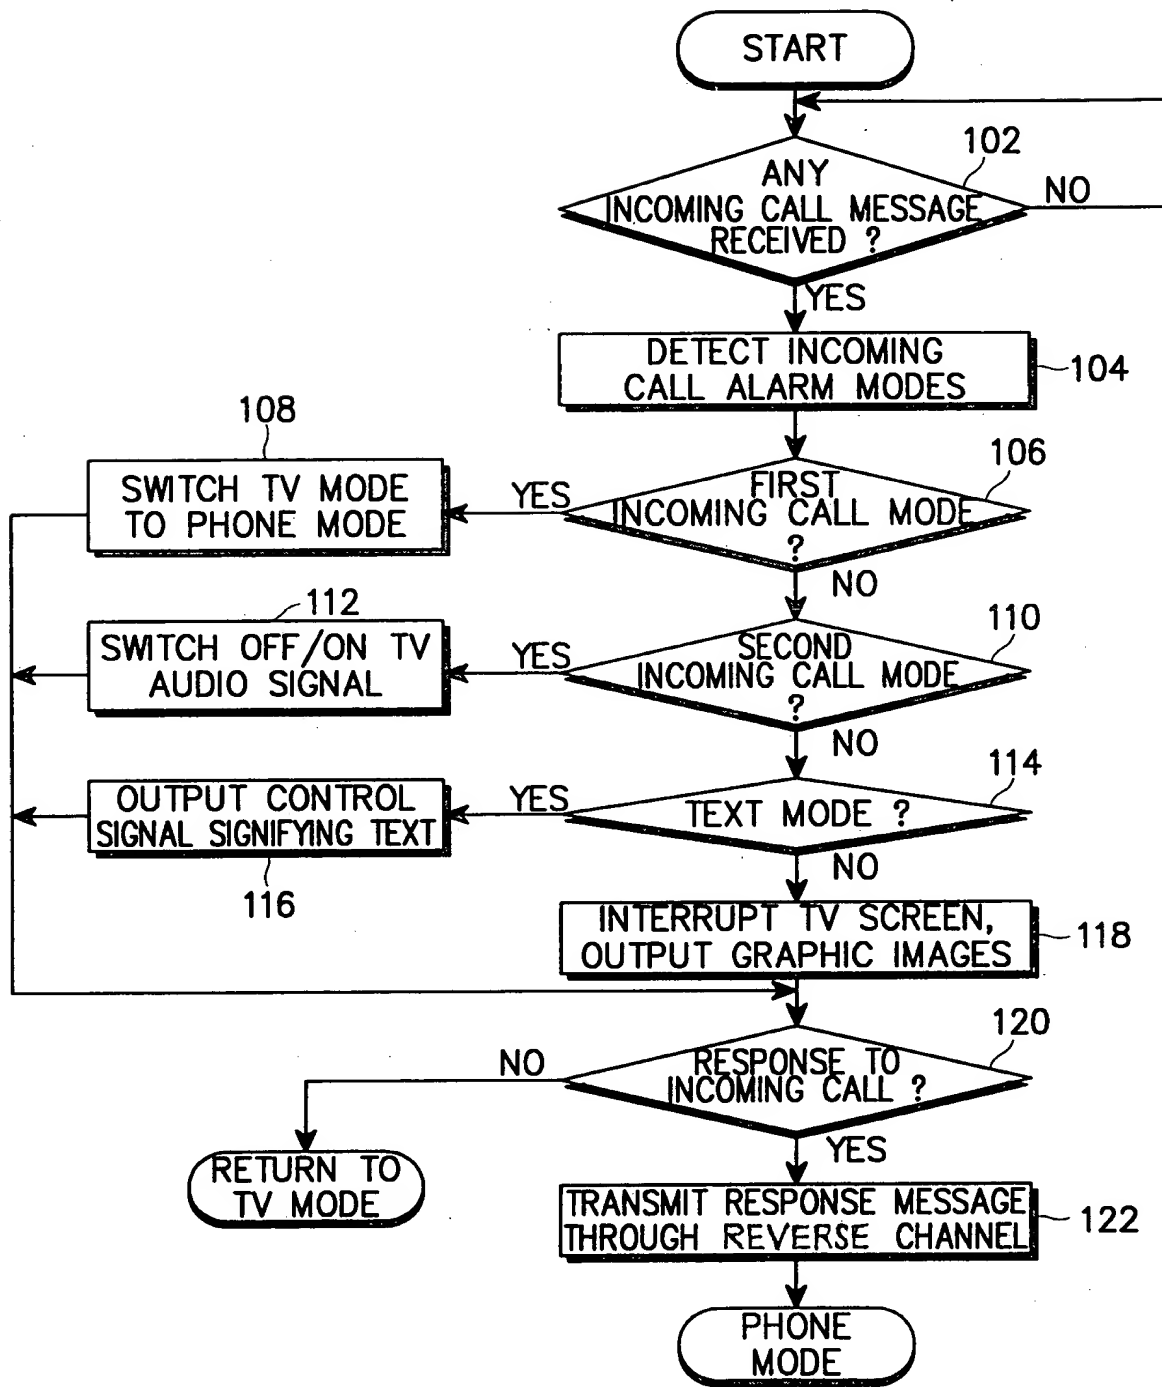 START
102
ANY
INCOMING CALL MESSAGE
RECEIVED ?
NO
YES
DETECT INCOMING
CALL ALARM MODES
104
108
106
SWITCH TV MODE
TO PHONE MODE
YES
FIRST
INCOMING CALL MODE
?
NO
112
110
SWITCH OFF/ON TV
AUDIO SIGNAL
YES
SECOND
INCOMING CALL MODE
?
NO
114
OUTPUT CONTROL
SIGNAL SIGNIFYING TEXT
YES
TEXT MODE ?
116
NO
INTERRUPT TV SCREEN,
OUTPUT GRAPHIC IMAGES
118
120
NO
RESPONSE TO
INCOMING CALL ?
YES
RETURN TO
TV MODE
TRANSMIT RESPONSE MESSAGE
THROUGH REVERSE CHANNEL
122
PHONE
MODE